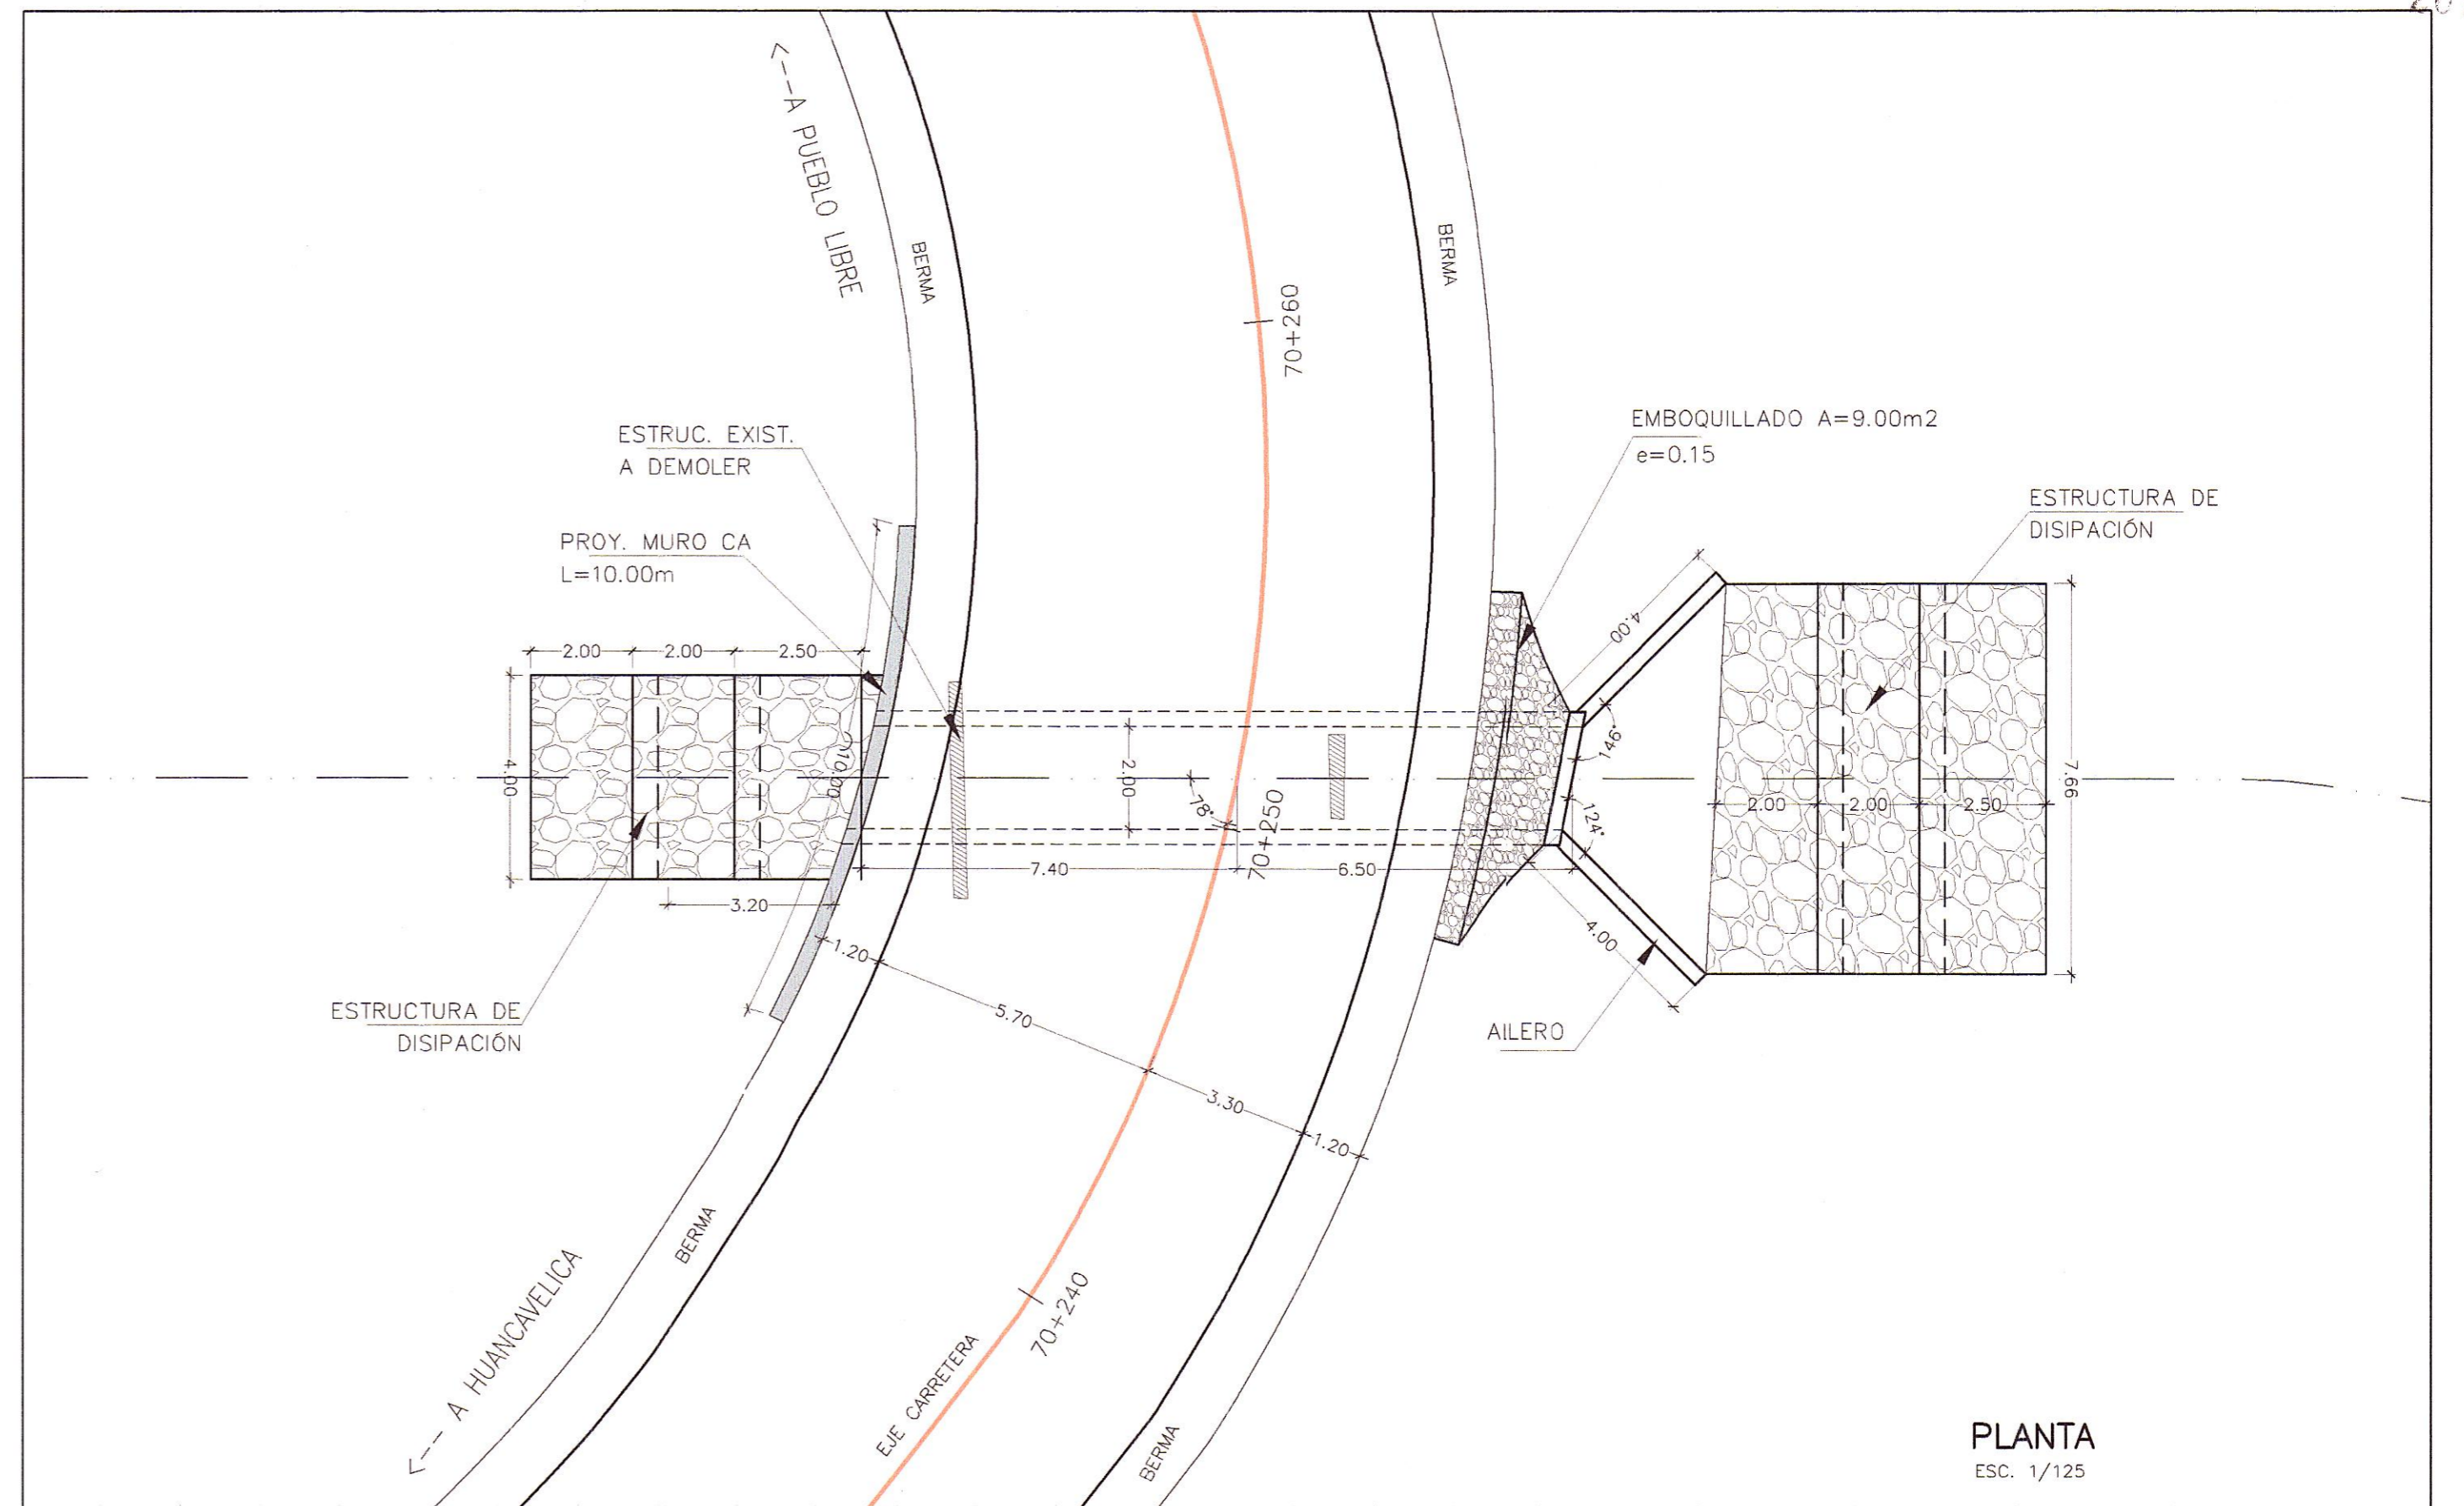 <---A PUEBLO LIBRE
BERMA
BERMA
70+260
ESTRUC. EXIST.
A DEMOLER
EMBOQUILLADO A=9.00m2
e=0.15
ESTRUCTURA DE
DISIPACIÓN
PROY. MURO CA
L=10.00m
4.00
2.00
2.00
2.50
4.00
10.00
2.00
78°
146°
124°
2.00
2.00
2.50
7.66
70+250
7.40
6.50
3.20
4.00
1.20
5.70
3.30
1.20
ESTRUCTURA DE
DISIPACIÓN
AILERO
BERMA
<--- A HUANCAVELICA
70+240
EJE CARRETERA
BERMA
PLANTA
ESC. 1/125